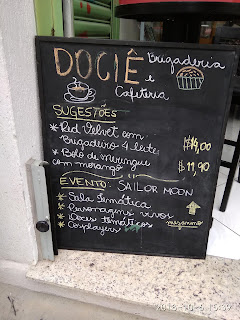 DOCIÊ Brigaderia
e
Cafeteria
SUGESTÕES
* Red Velvet com
Brigadeiro 4 leites R$14,00
* Bolo de merengue
com morango R$11,90
EVENTO: SAILOR MOON
* Sala Temática
* Personagens vivos
* Doces temáticos
* Cosplayers